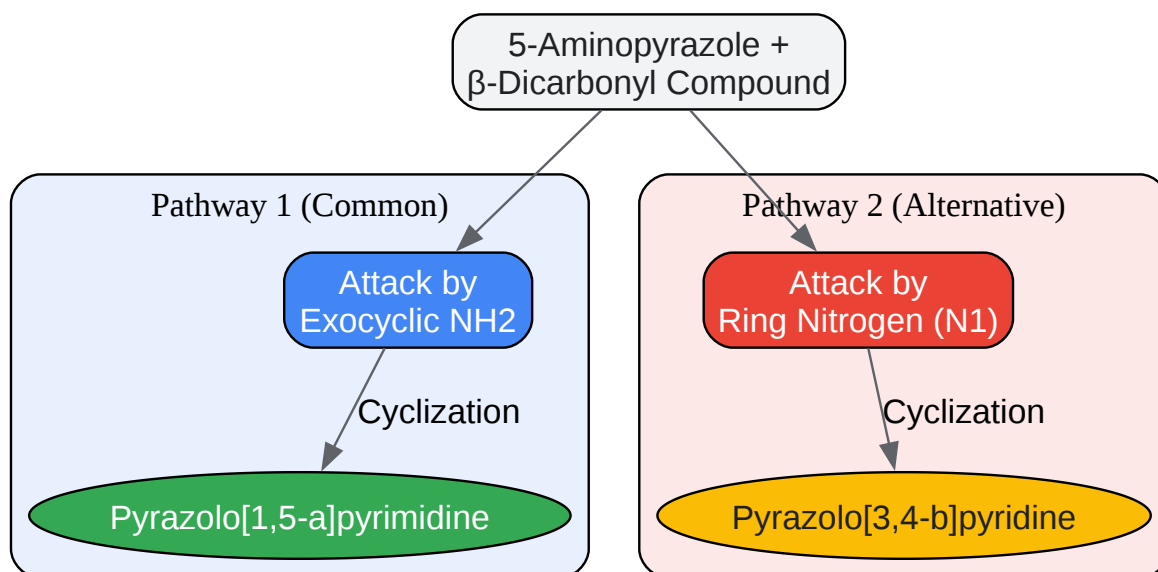 5-Aminopyrazole +
β-Dicarbonyl Compound
Pathway 1 (Common)
Attack by
Exocyclic NH2
Cyclization
Pyrazolo[1,5-a]pyrimidine
Pathway 2 (Alternative)
Attack by
Ring Nitrogen (N1)
Cyclization
Pyrazolo[3,4-b]pyridine